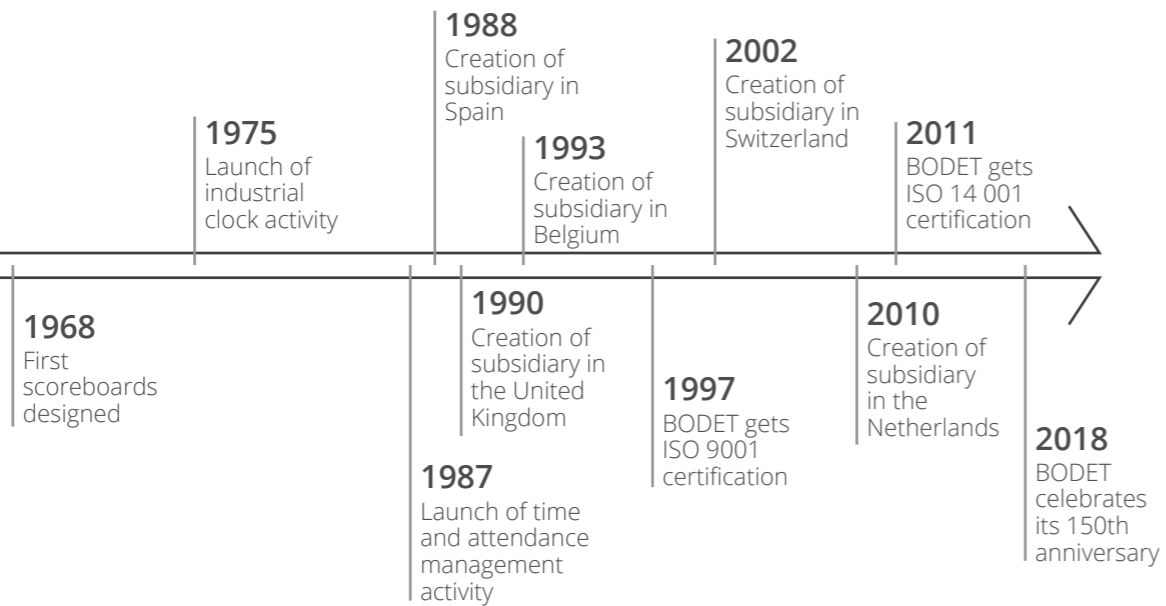 1968
First
scoreboards
designed
1975
Launch of
industrial
clock activity
1987
Launch of time
and attendance
management
activity
1988
Creation of
subsidiary in
Spain
1990
Creation of
subsidiary in
the United
Kingdom
1993
Creation of
subsidiary in
Belgium
1997
BODET gets
ISO 9001
certification
2002
Creation of
subsidiary in
Switzerland
2010
Creation of
subsidiary
in the
Netherlands
2011
BODET gets
ISO 14 001
certification
2018
BODET
celebrates
its 150th
anniversary